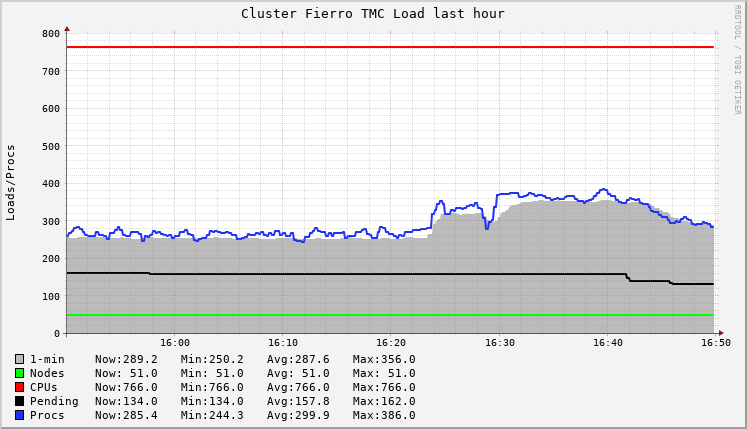 Cluster Fierro TMC Load last hour
RRDTOOL / TOBI OETIKER
Loads/Procs
800
700
600
500
400
300
200
100
0
16:00 16:10 16:20 16:30 16:40 16:50
1-min Now:289.2 Min:250.2 Avg:287.6 Max:356.0
Nodes Now: 51.0 Min: 51.0 Avg: 51.0 Max: 51.0
CPUs Now:766.0 Min:766.0 Avg:766.0 Max:766.0
Pending Now:134.0 Min:134.0 Avg:157.8 Max:162.0
Procs Now:285.4 Min:244.3 Avg:299.9 Max:386.0